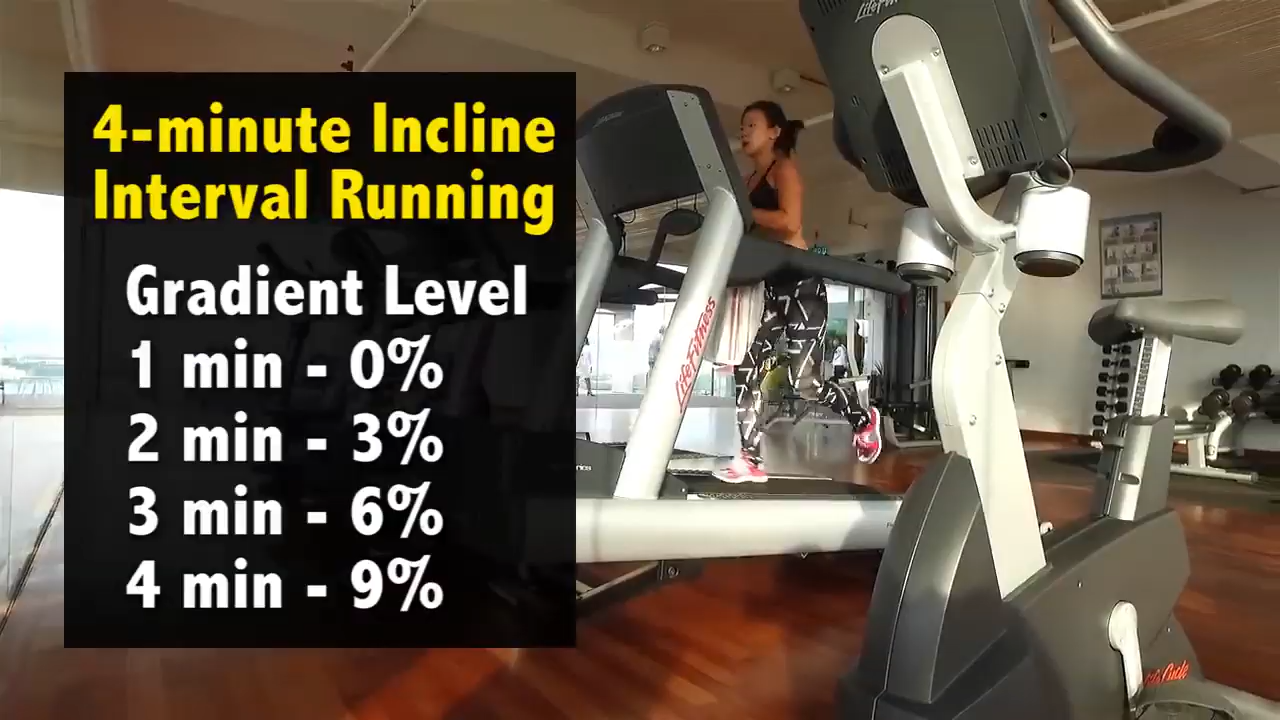 4-minute Incline
Interval Running
Gradient Level
1 min - 0%
2 min - 3%
3 min - 6%
4 min - 9%
LifeFitness